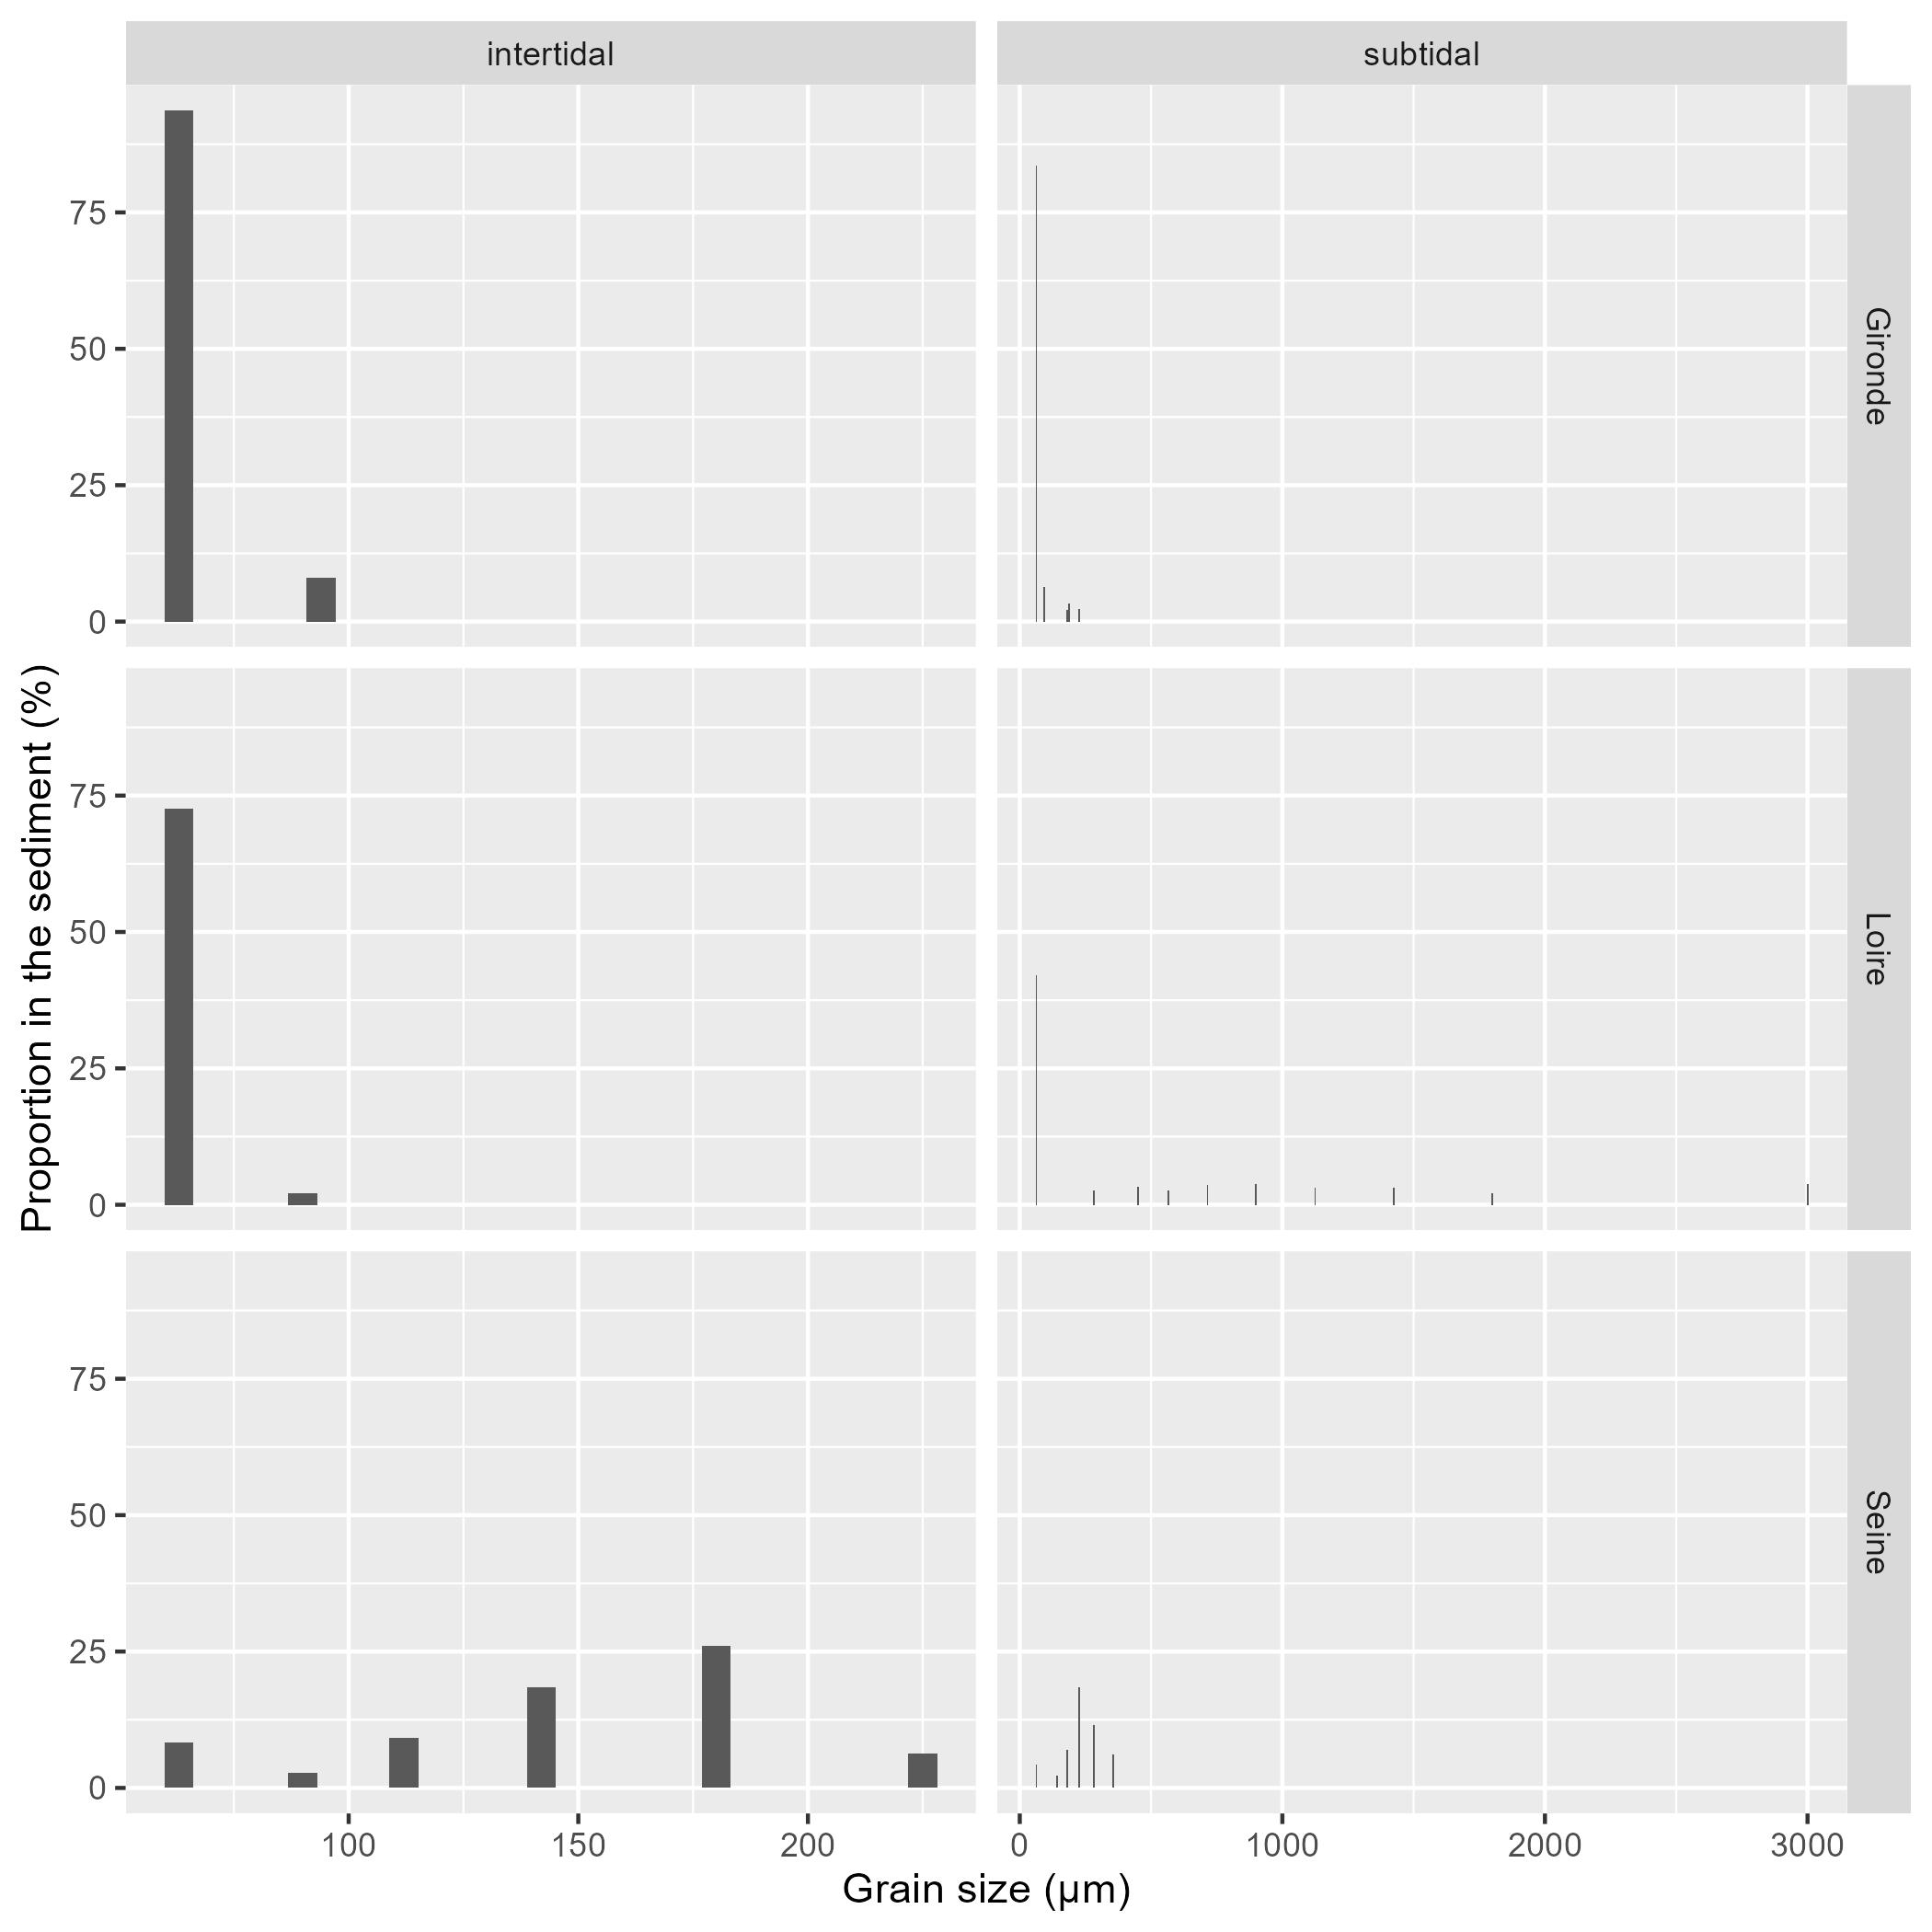 intertidal
subtidal
75
50
25
0
Gironde
75
50
25
0
Loire
75
50
25
0
Seine
Proportion in the sediment (%)
100 150 200
0 1000 2000 3000
Grain size (µm)